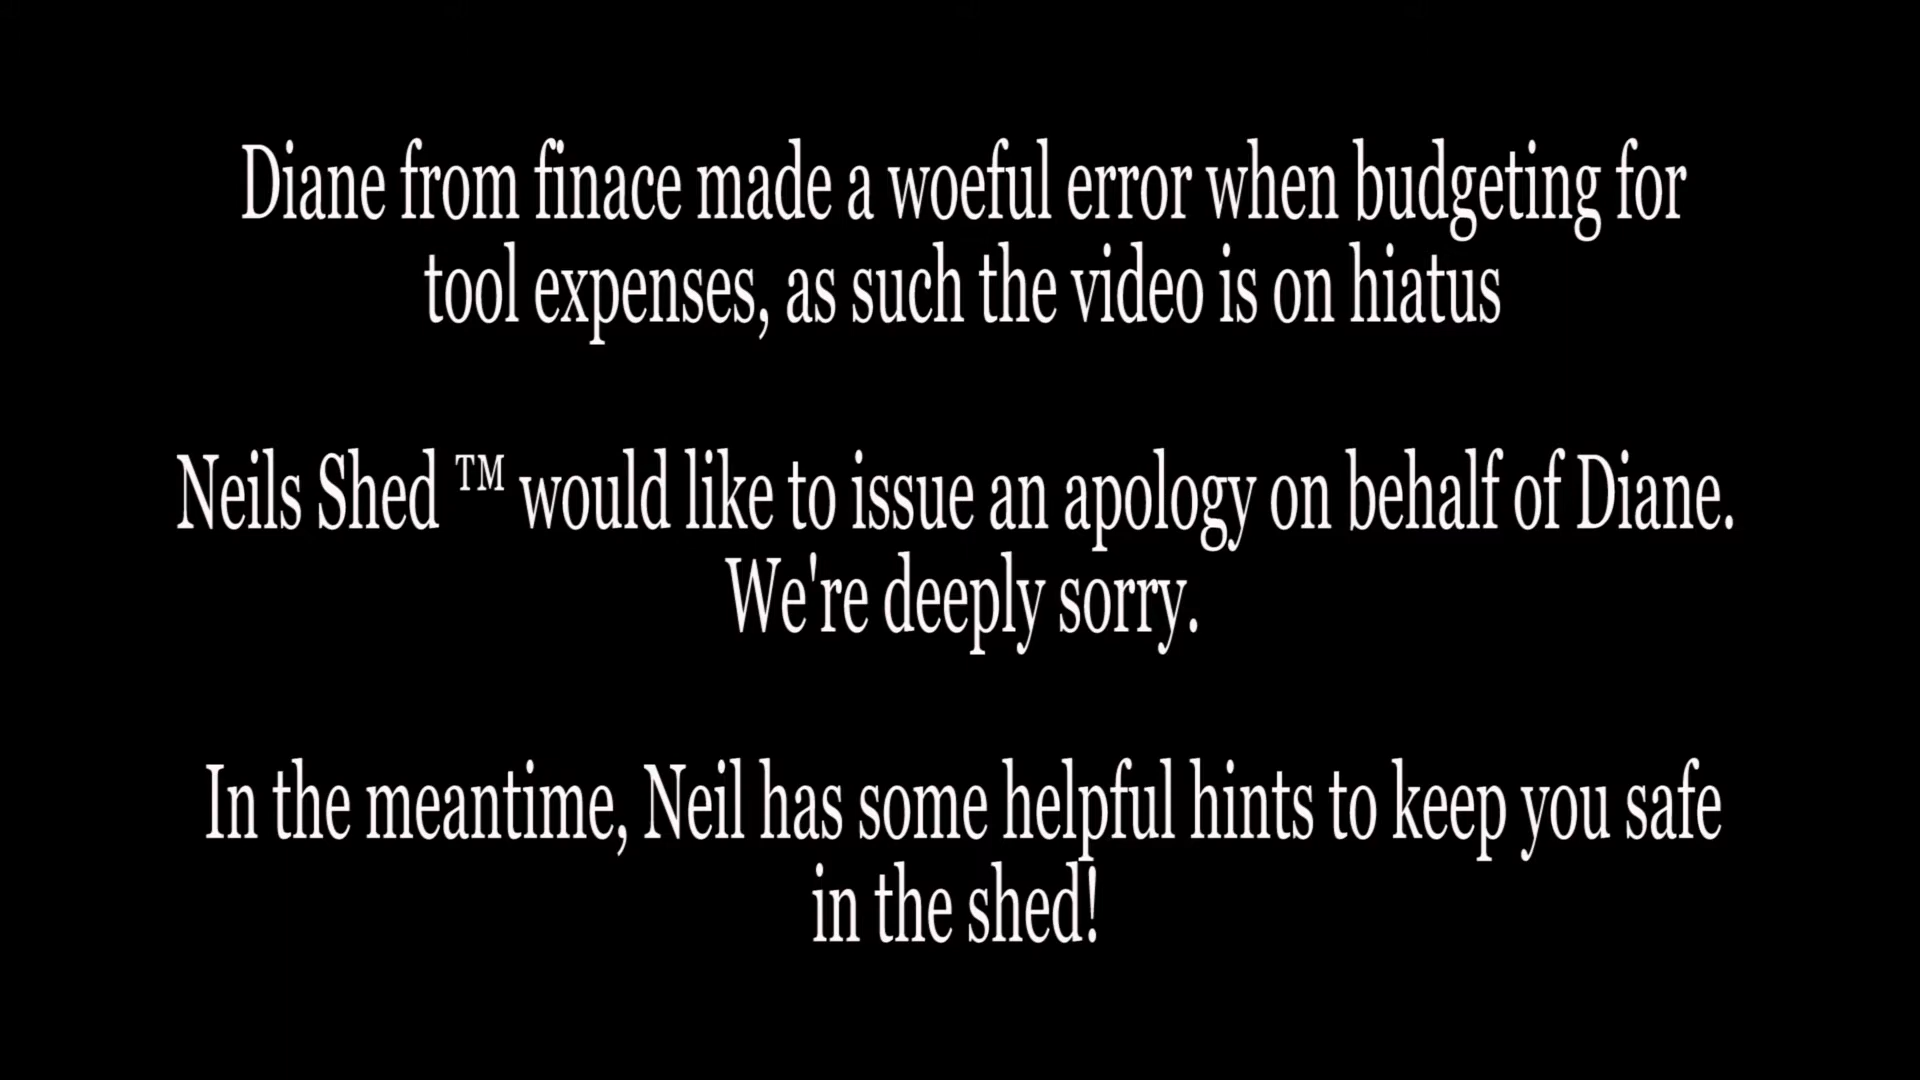 Diane from finace made a woeful error when budgeting for
tool expenses, as such the video is on hiatus
Neils Shed ™ would like to issue an apology on behalf of Diane.
We're deeply sorry.
In the meantime, Neil has some helpful hints to keep you safe
in the shed!